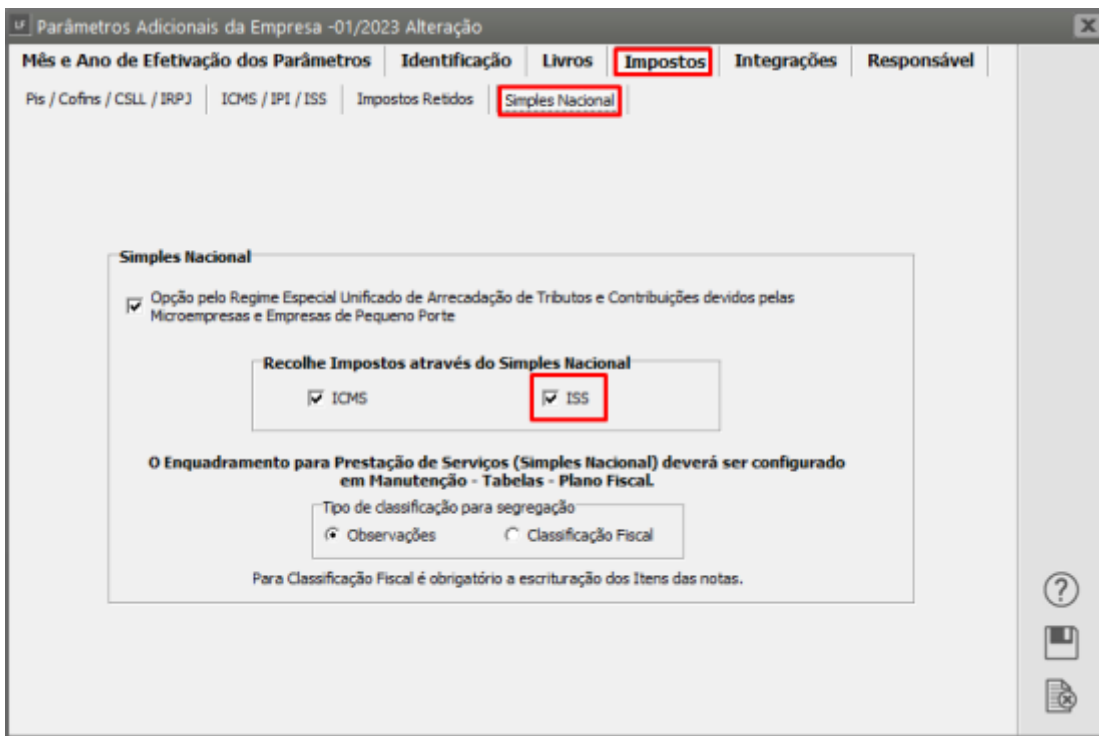 LF Parâmetros Adicionais da Empresa -01/2023 Alteração
Mês e Ano de Efetivação dos Parâmetros Identificação Livros Impostos Integrações Responsável
Pis / Cofins / CSLL / IRPJ ICMS / IPI / ISS Impostos Retidos Simples Nacional
Simples Nacional
Opção pelo Regime Especial Unificado de Arrecadação de Tributos e Contribuições devidos pelas
Microempresas e Empresas de Pequeno Porte
Recolhe Impostos através do Simples Nacional
ICMS ISS
O Enquadramento para Prestação de Serviços (Simples Nacional) deverá ser configurado
em Manutenção - Tabelas - Plano Fiscal.
Tipo de classificação para segregação
Observações Classificação Fiscal
Para Classificação Fiscal é obrigatório a escrituração dos Itens das notas.